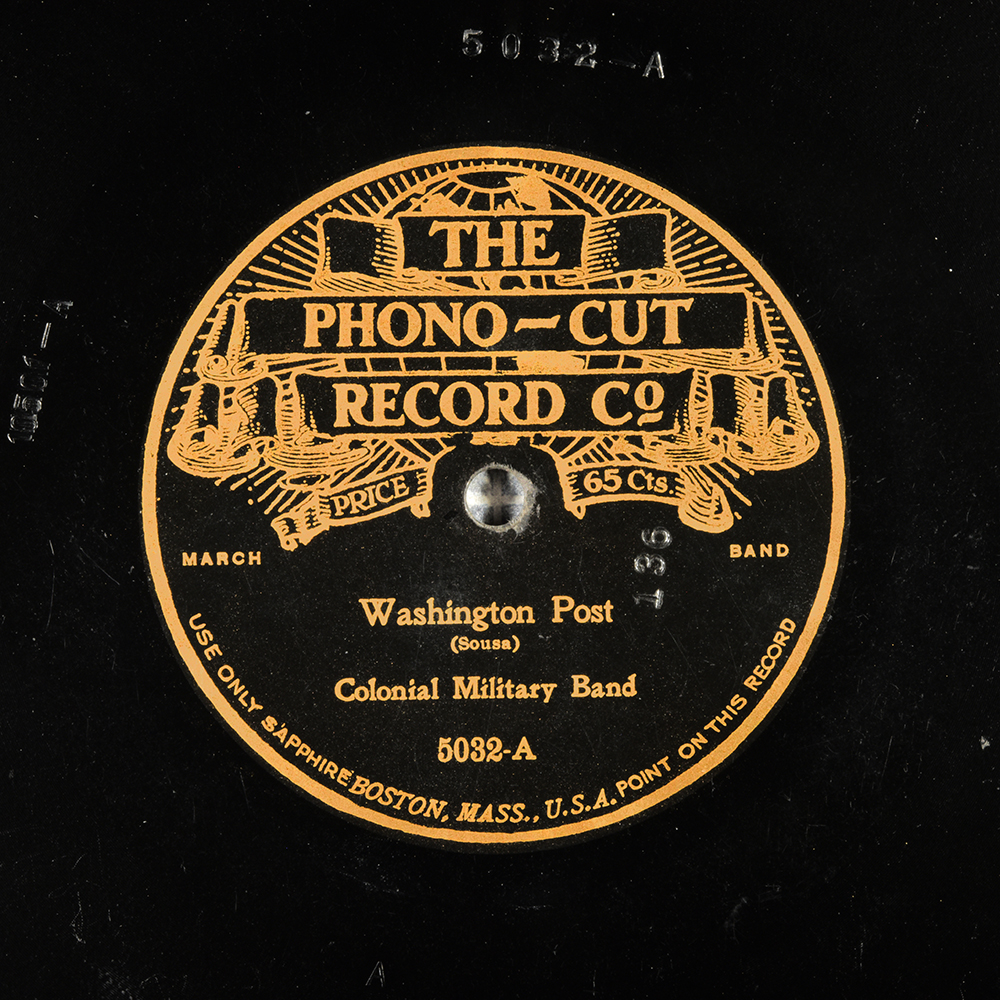 5032-A
THE
PHONO-CUT
RECORD Co
PRICE 65 Cts.
MARCH BAND
136
Washington Post
(Sousa)
Colonial Military Band
5032-A
USE ONLY SAPPHIRE POINT ON THIS RECORD
BOSTON, MASS., U.S.A.
A